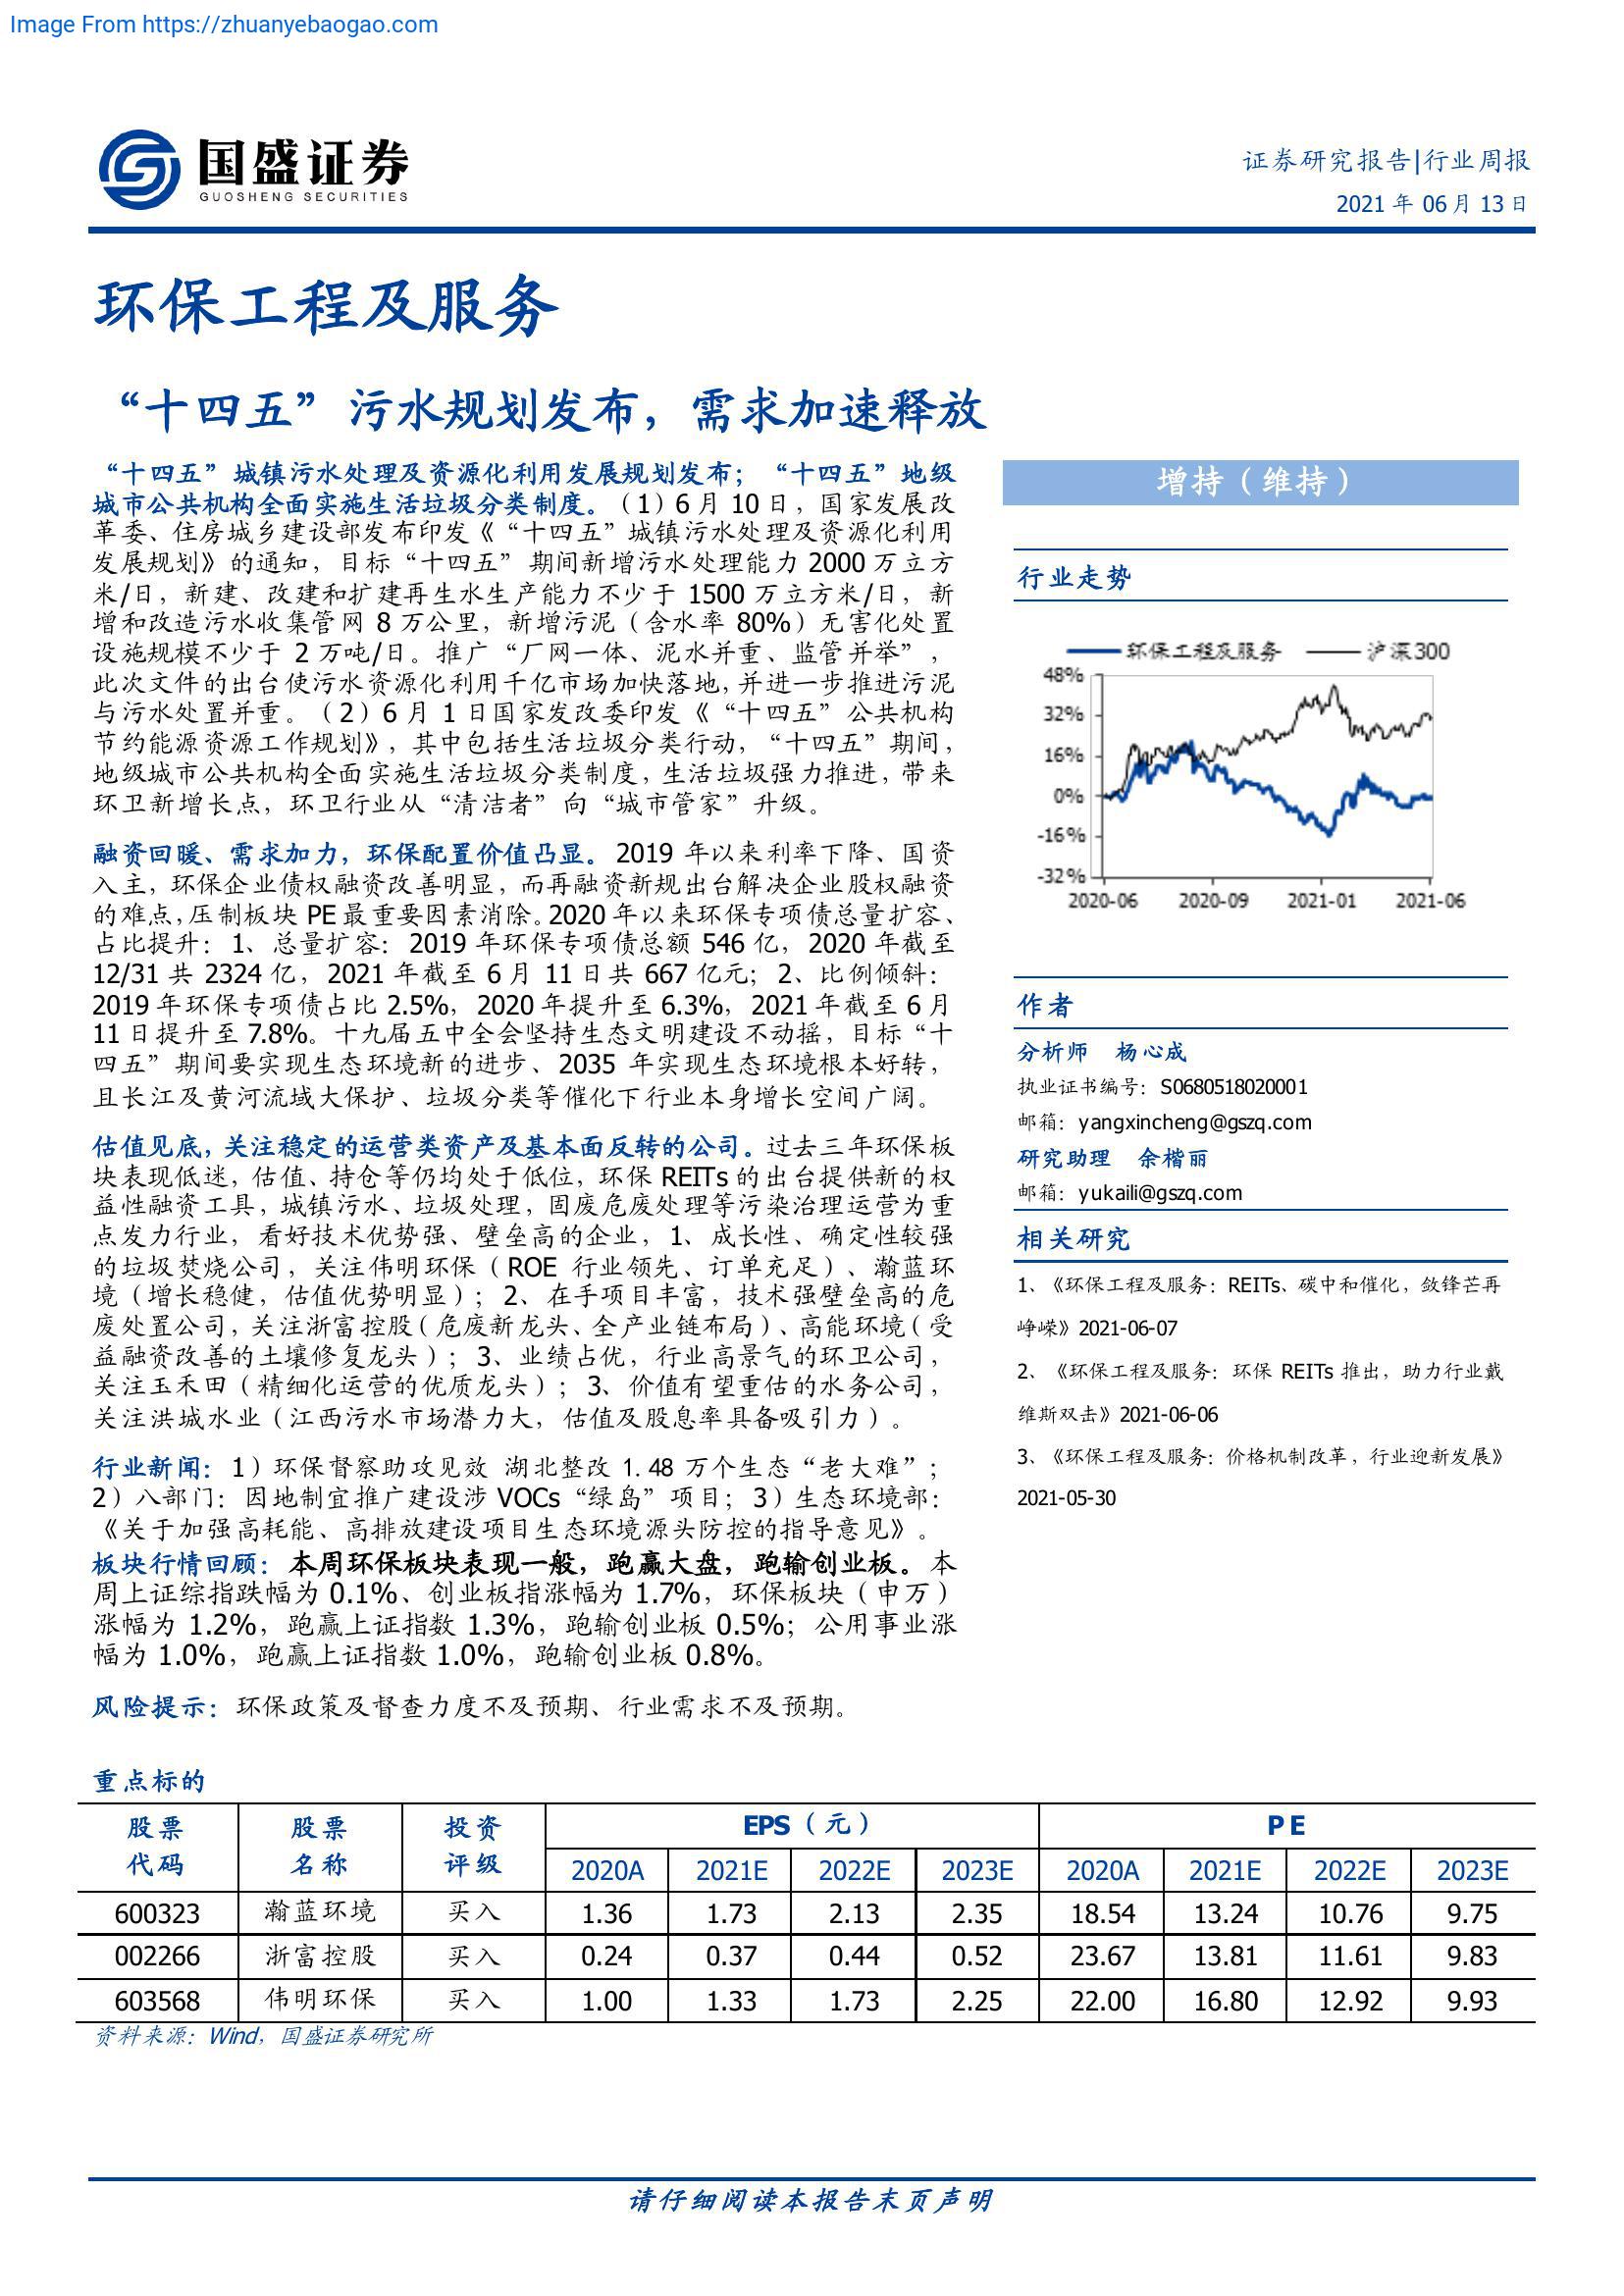 Image From https://zhuanyebaogao.com
国盛证券
GUOSHENG SECURITIES
证券研究报告|行业周报
2021 年 06 月 13 日
环保工程及服务
“十四五”污水规划发布，需求加速释放
“十四五”城镇污水处理及资源化利用发展规划发布；“十四五”地级
城市公共机构全面实施生活垃圾分类制度。（1）6 月 10 日，国家发展改
革委、住房城乡建设部发布印发《“十四五”城镇污水处理及资源化利用
发展规划》的通知，目标“十四五”期间新增污水处理能力 2000 万立方
米/日，新建、改建和扩建再生水生产能力不少于 1500 万立方米/日，新
增和改造污水收集管网 8 万公里，新增污泥（含水率 80%）无害化处置
设施规模不少于 2 万吨/日。推广“厂网一体、泥水并重、监管并举”，
此次文件的出台使污水资源化利用千亿市场加快落地，并进一步推进污泥
与污水处置并重。（2）6 月 1 日国家发改委印发《“十四五”公共机构
节约能源资源工作规划》，其中包括生活垃圾分类行动，“十四五”期间，
地级城市公共机构全面实施生活垃圾分类制度，生活垃圾强力推进，带来
环卫新增长点，环卫行业从“清洁者”向“城市管家”升级。
融资回暖、需求加力，环保配置价值凸显。2019 年以来利率下降、国资
入主，环保企业债权融资改善明显，而再融资新规出台解决企业股权融资
的难点，压制板块 PE 最重要因素消除。2020 年以来环保专项债总量扩容、
占比提升：1、总量扩容：2019 年环保专项债总额 546 亿，2020 年截至
12/31 共 2324 亿，2021 年截至 6 月 11 日共 667 亿元；2、比例倾斜：
2019 年环保专项债占比 2.5%，2020 年提升至 6.3%，2021 年截至 6 月
11 日提升至 7.8%。十九届五中全会坚持生态文明建设不动摇，目标“十
四五”期间要实现生态环境新的进步、2035 年实现生态环境根本好转，
且长江及黄河流域大保护、垃圾分类等催化下行业本身增长空间广阔。
估值见底，关注稳定的运营类资产及基本面反转的公司。过去三年环保板
块表现低迷，估值、持仓等仍均处于低位，环保 REITs 的出台提供新的权
益性融资工具，城镇污水、垃圾处理，固废危废处理等污染治理运营为重
点发力行业，看好技术优势强、壁垒高的企业，1、成长性、确定性较强
的垃圾焚烧公司，关注伟明环保（ROE 行业领先、订单充足）、瀚蓝环
境（增长稳健，估值优势明显）；2、在手项目丰富，技术强壁垒高的危
废处置公司，关注浙富控股（危废新龙头、全产业链布局）、高能环境（受
益融资改善的土壤修复龙头）；3、业绩占优，行业高景气的环卫公司，
关注玉禾田（精细化运营的优质龙头）；3、价值有望重估的水务公司，
关注洪城水业（江西污水市场潜力大，估值及股息率具备吸引力）。
行业新闻：1）环保督察助攻见效 湖北整改 1.48 万个生态“老大难”；
2）八部门：因地制宜推广建设涉 VOCs“绿岛”项目；3）生态环境部：
《关于加强高耗能、高排放建设项目生态环境源头防控的指导意见》。
板块行情回顾：本周环保板块表现一般，跑赢大盘，跑输创业板。本
周上证综指跌幅为 0.1%、创业板指涨幅为 1.7%，环保板块（申万）
涨幅为 1.2%，跑赢上证指数 1.3%，跑输创业板 0.5%；公用事业涨
幅为 1.0%，跑赢上证指数 1.0%，跑输创业板 0.8%。
风险提示：环保政策及督查力度不及预期、行业需求不及预期。
增持（维持）
行业走势
环保工程及服务 沪深300
48%
32%
16%
0%
-16%
-32%
2020-06 2020-09 2021-01 2021-06
作者
分析师 杨心成
执业证书编号：S0680518020001
邮箱：yangxincheng@gszq.com
研究助理 余楷丽
邮箱：yukaili@gszq.com
相关研究
1、《环保工程及服务：REITs、碳中和催化，敛锋芒再
峥嵘》2021-06-07
2、《环保工程及服务：环保 REITs 推出，助力行业戴
维斯双击》2021-06-06
3、《环保工程及服务：价格机制改革，行业迎新发展》
2021-05-30
重点标的
股票 股票 投资 EPS（元） PE
代码 名称 评级 2020A 2021E 2022E 2023E 2020A 2021E 2022E 2023E
600323 瀚蓝环境 买入 1.36 1.73 2.13 2.35 18.54 13.24 10.76 9.75
002266 浙富控股 买入 0.24 0.37 0.44 0.52 23.67 13.81 11.61 9.83
603568 伟明环保 买入 1.00 1.33 1.73 2.25 22.00 16.80 12.92 9.93
资料来源：Wind，国盛证券研究所
请仔细阅读本报告末页声明